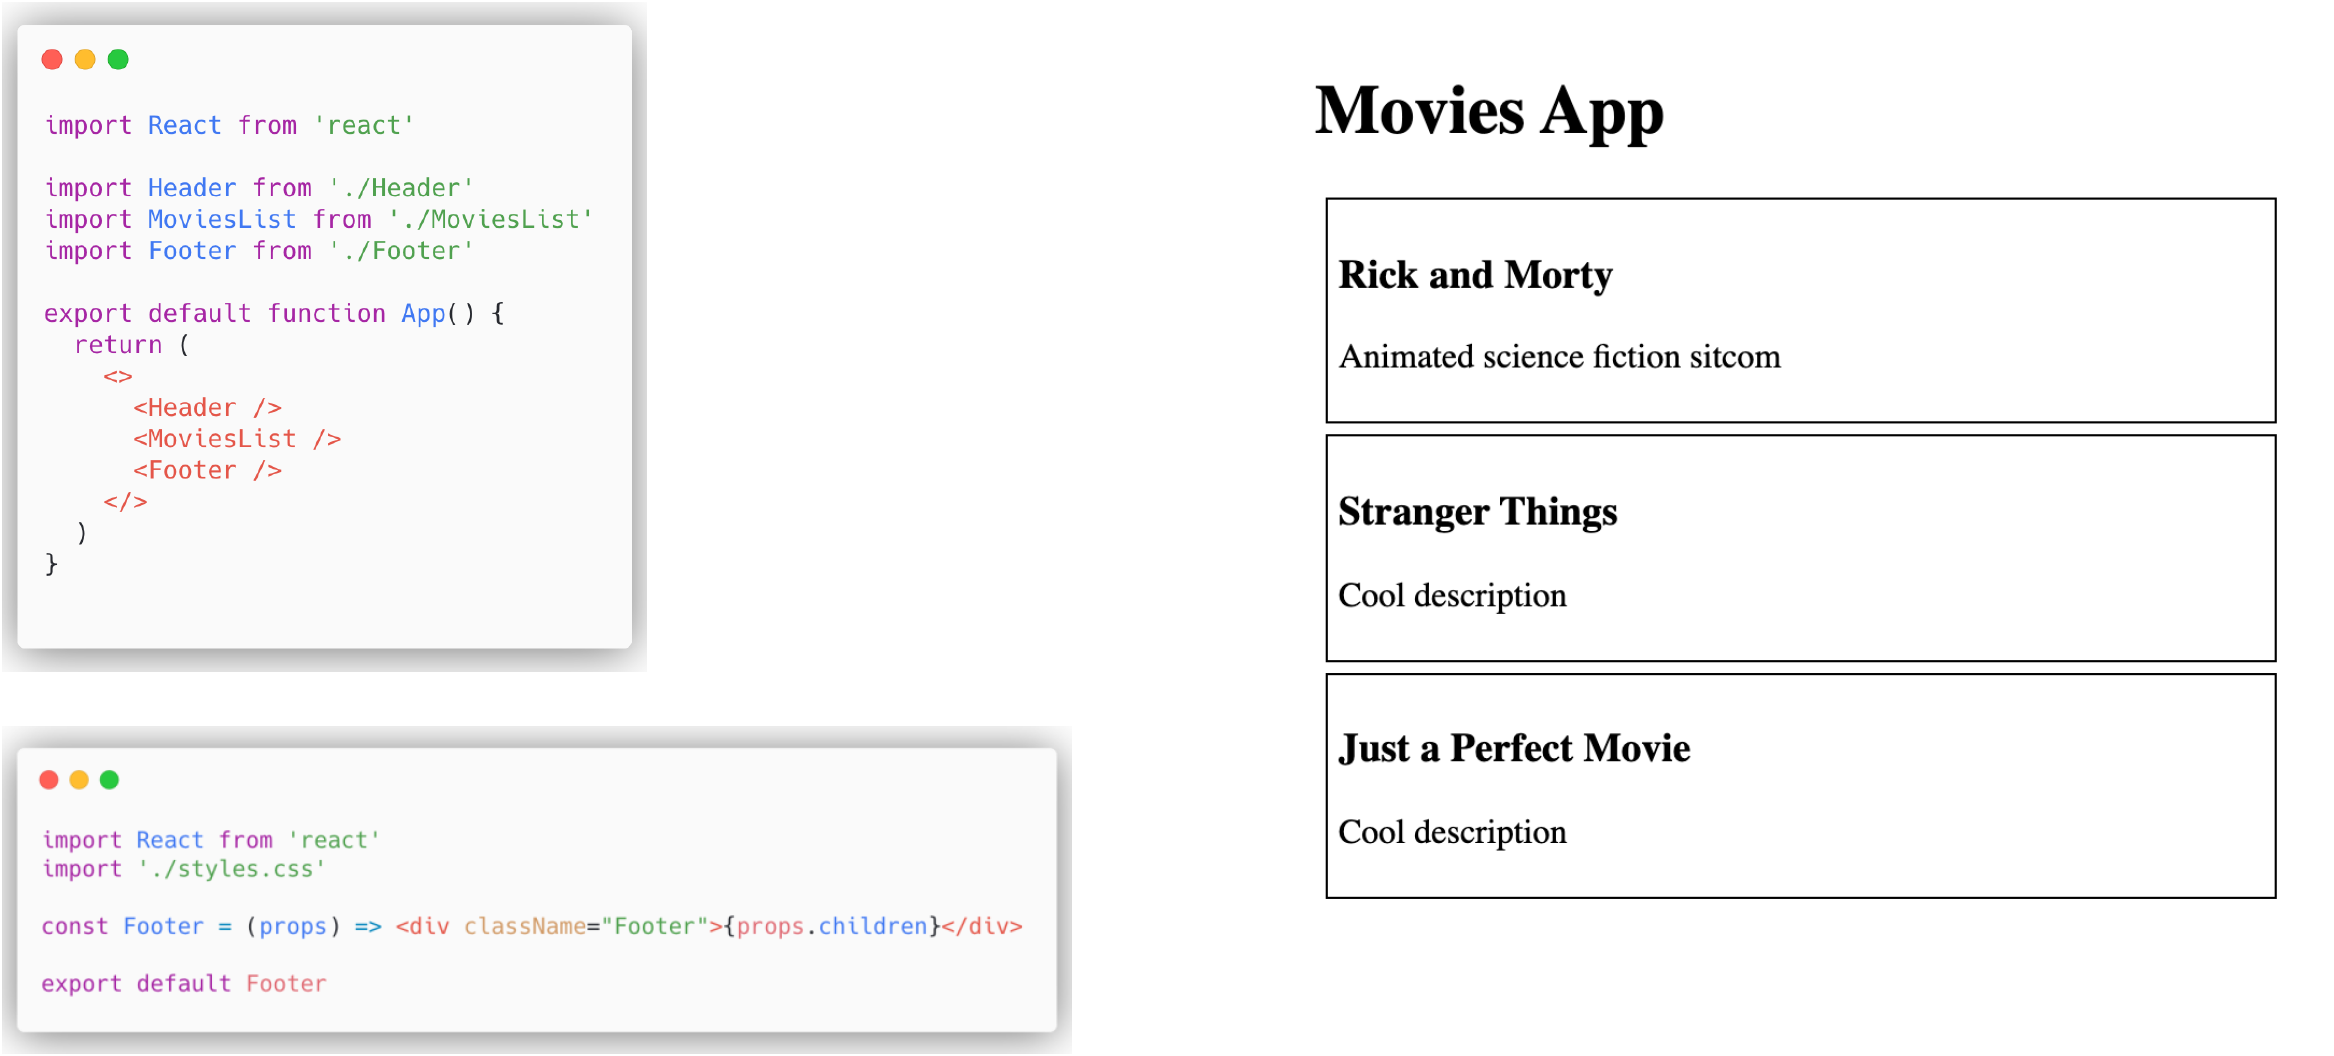 import React from 'react'
import Header from './Header'
import MoviesList from './MoviesList'
import Footer from './Footer'
export default function App() {
  return (
    <>
      <Header />
      <MoviesList />
      <Footer />
    </>
  )
}
import React from 'react'
import './styles.css'
const Footer = (props) => <div className="Footer">{props.children}</div>
export default Footer
Movies App
Rick and Morty
Animated science fiction sitcom
Stranger Things
Cool description
Just a Perfect Movie
Cool description